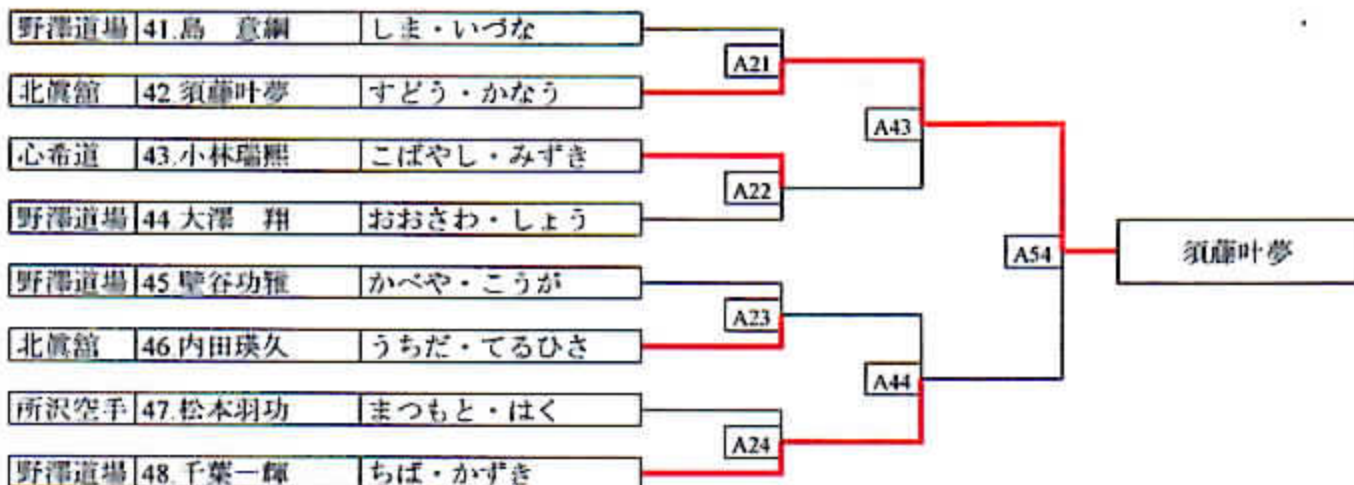 野澤道場 41.島 意綱 しま・いづな
A21
北眞舘 42 須藤叶夢 すどう・かなう
A43
心希道 43.小林瑞熙 こばやし・みずき
A22
野澤道場 44 大澤 翔 おおさわ・しょう
A54 須藤叶夢
野澤道場 45.壁谷功雅 かべや・こうが
A23
北眞舘 46 内田瑛久 うちだ・てるひさ
A44
所沢空手 47.松本羽功 まつもと・はく
A24
野澤道場 48.千葉一輝 ちば・かずき